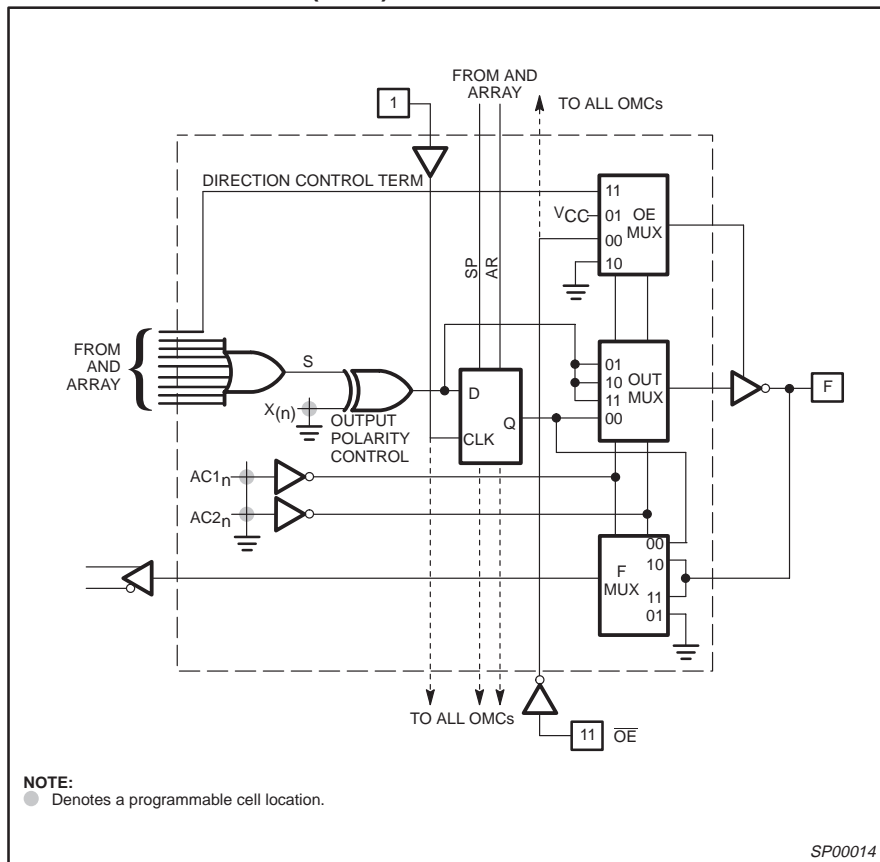 FROM AND
ARRAY
1
TO ALL OMCs
DIRECTION CONTROL TERM
11
VCC
01
OE
MUX
00
10
SP
AR
FROM
AND
ARRAY
S
X(n)
OUTPUT
POLARITY
CONTROL
D
Q
CLK
01
10
11
00
OUT
MUX
F
AC1n
AC2n
00
10
F
MUX
11
01
TO ALL OMCs
11
OE
NOTE:
Denotes a programmable cell location.
SP00014